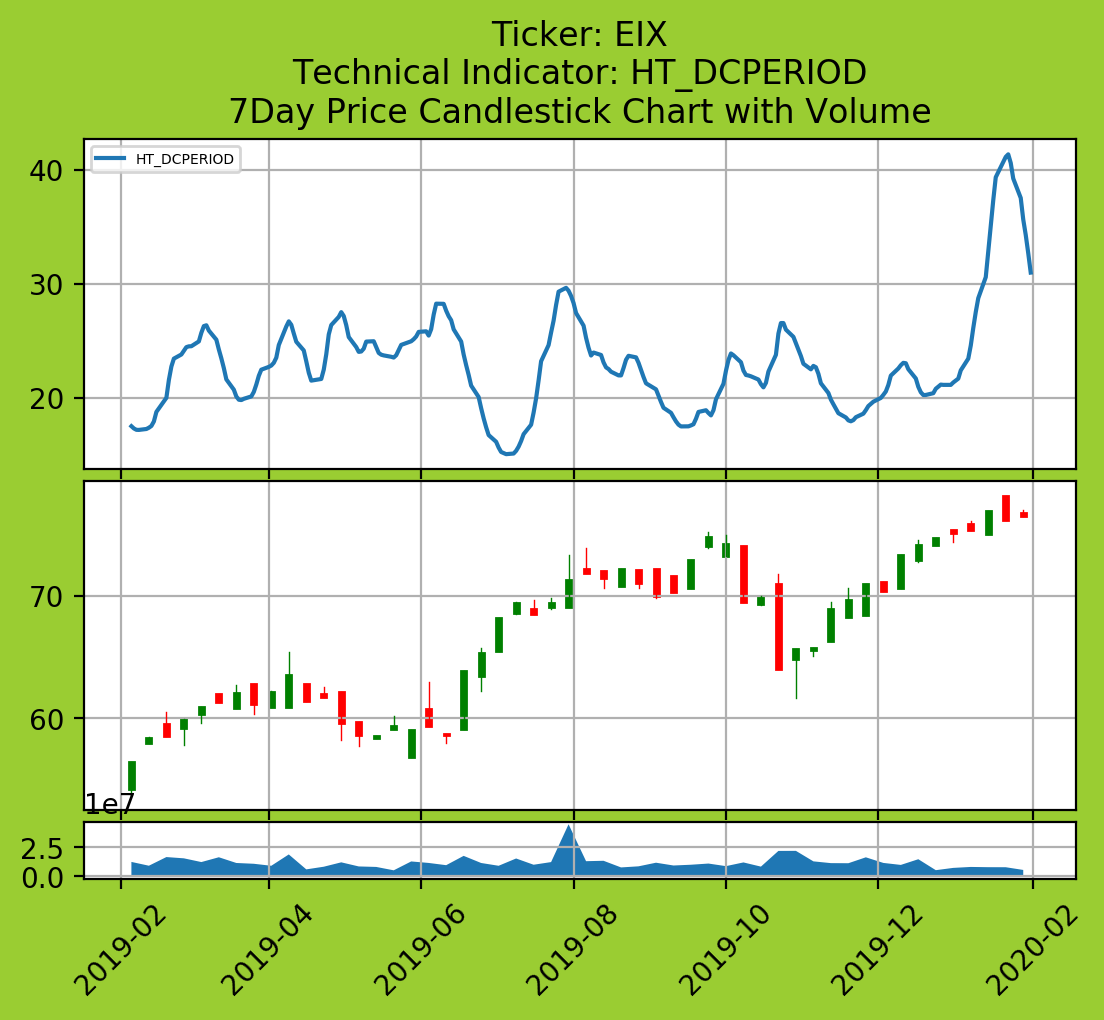 Ticker: EIX
Technical Indicator: HT_DCPERIOD
7Day Price Candlestick Chart with Volume
HT_DCPERIOD
40
30
20
70
60
1e7
2.5
0.0
2019-02
2019-04
2019-06
2019-08
2019-10
2019-12
2020-02